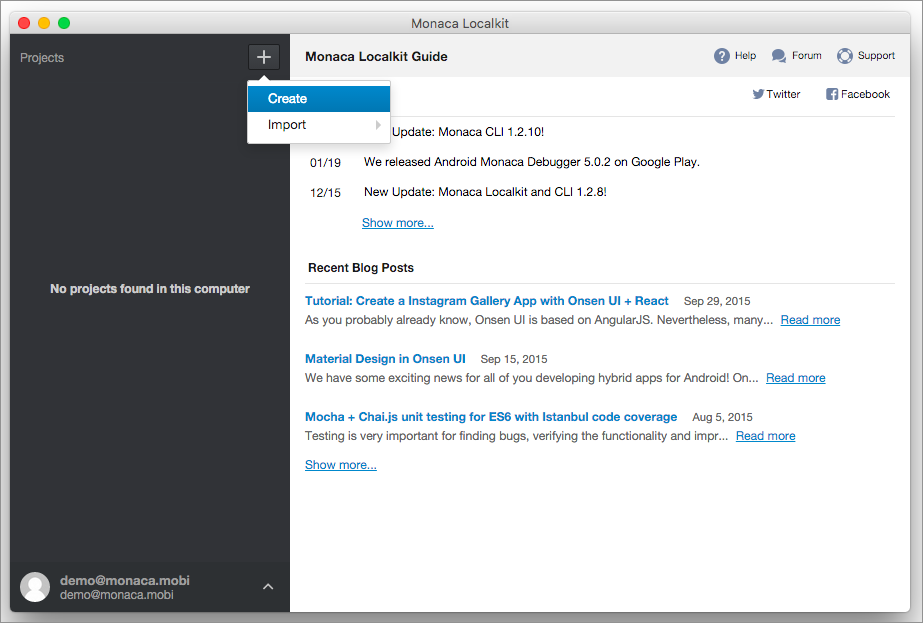 Monaca Localkit
Projects
Create
Import
No projects found in this computer
demo@monaca.mobi
demo@monaca.mobi
Monaca Localkit Guide
? Help
Forum
Support
Twitter
Facebook
Update: Monaca CLI 1.2.10!
01/19 We released Android Monaca Debugger 5.0.2 on Google Play.
12/15 New Update: Monaca Localkit and CLI 1.2.8!
Show more...
Recent Blog Posts
Tutorial: Create a Instagram Gallery App with Onsen UI + React Sep 29, 2015
As you probably already know, Onsen UI is based on AngularJS. Nevertheless, many... Read more
Material Design in Onsen UI Sep 15, 2015
We have some exciting news for all of you developing hybrid apps for Android! On... Read more
Mocha + Chai.js unit testing for ES6 with Istanbul code coverage Aug 5, 2015
Testing is very important for finding bugs, verifying the functionality and impr... Read more
Show more...